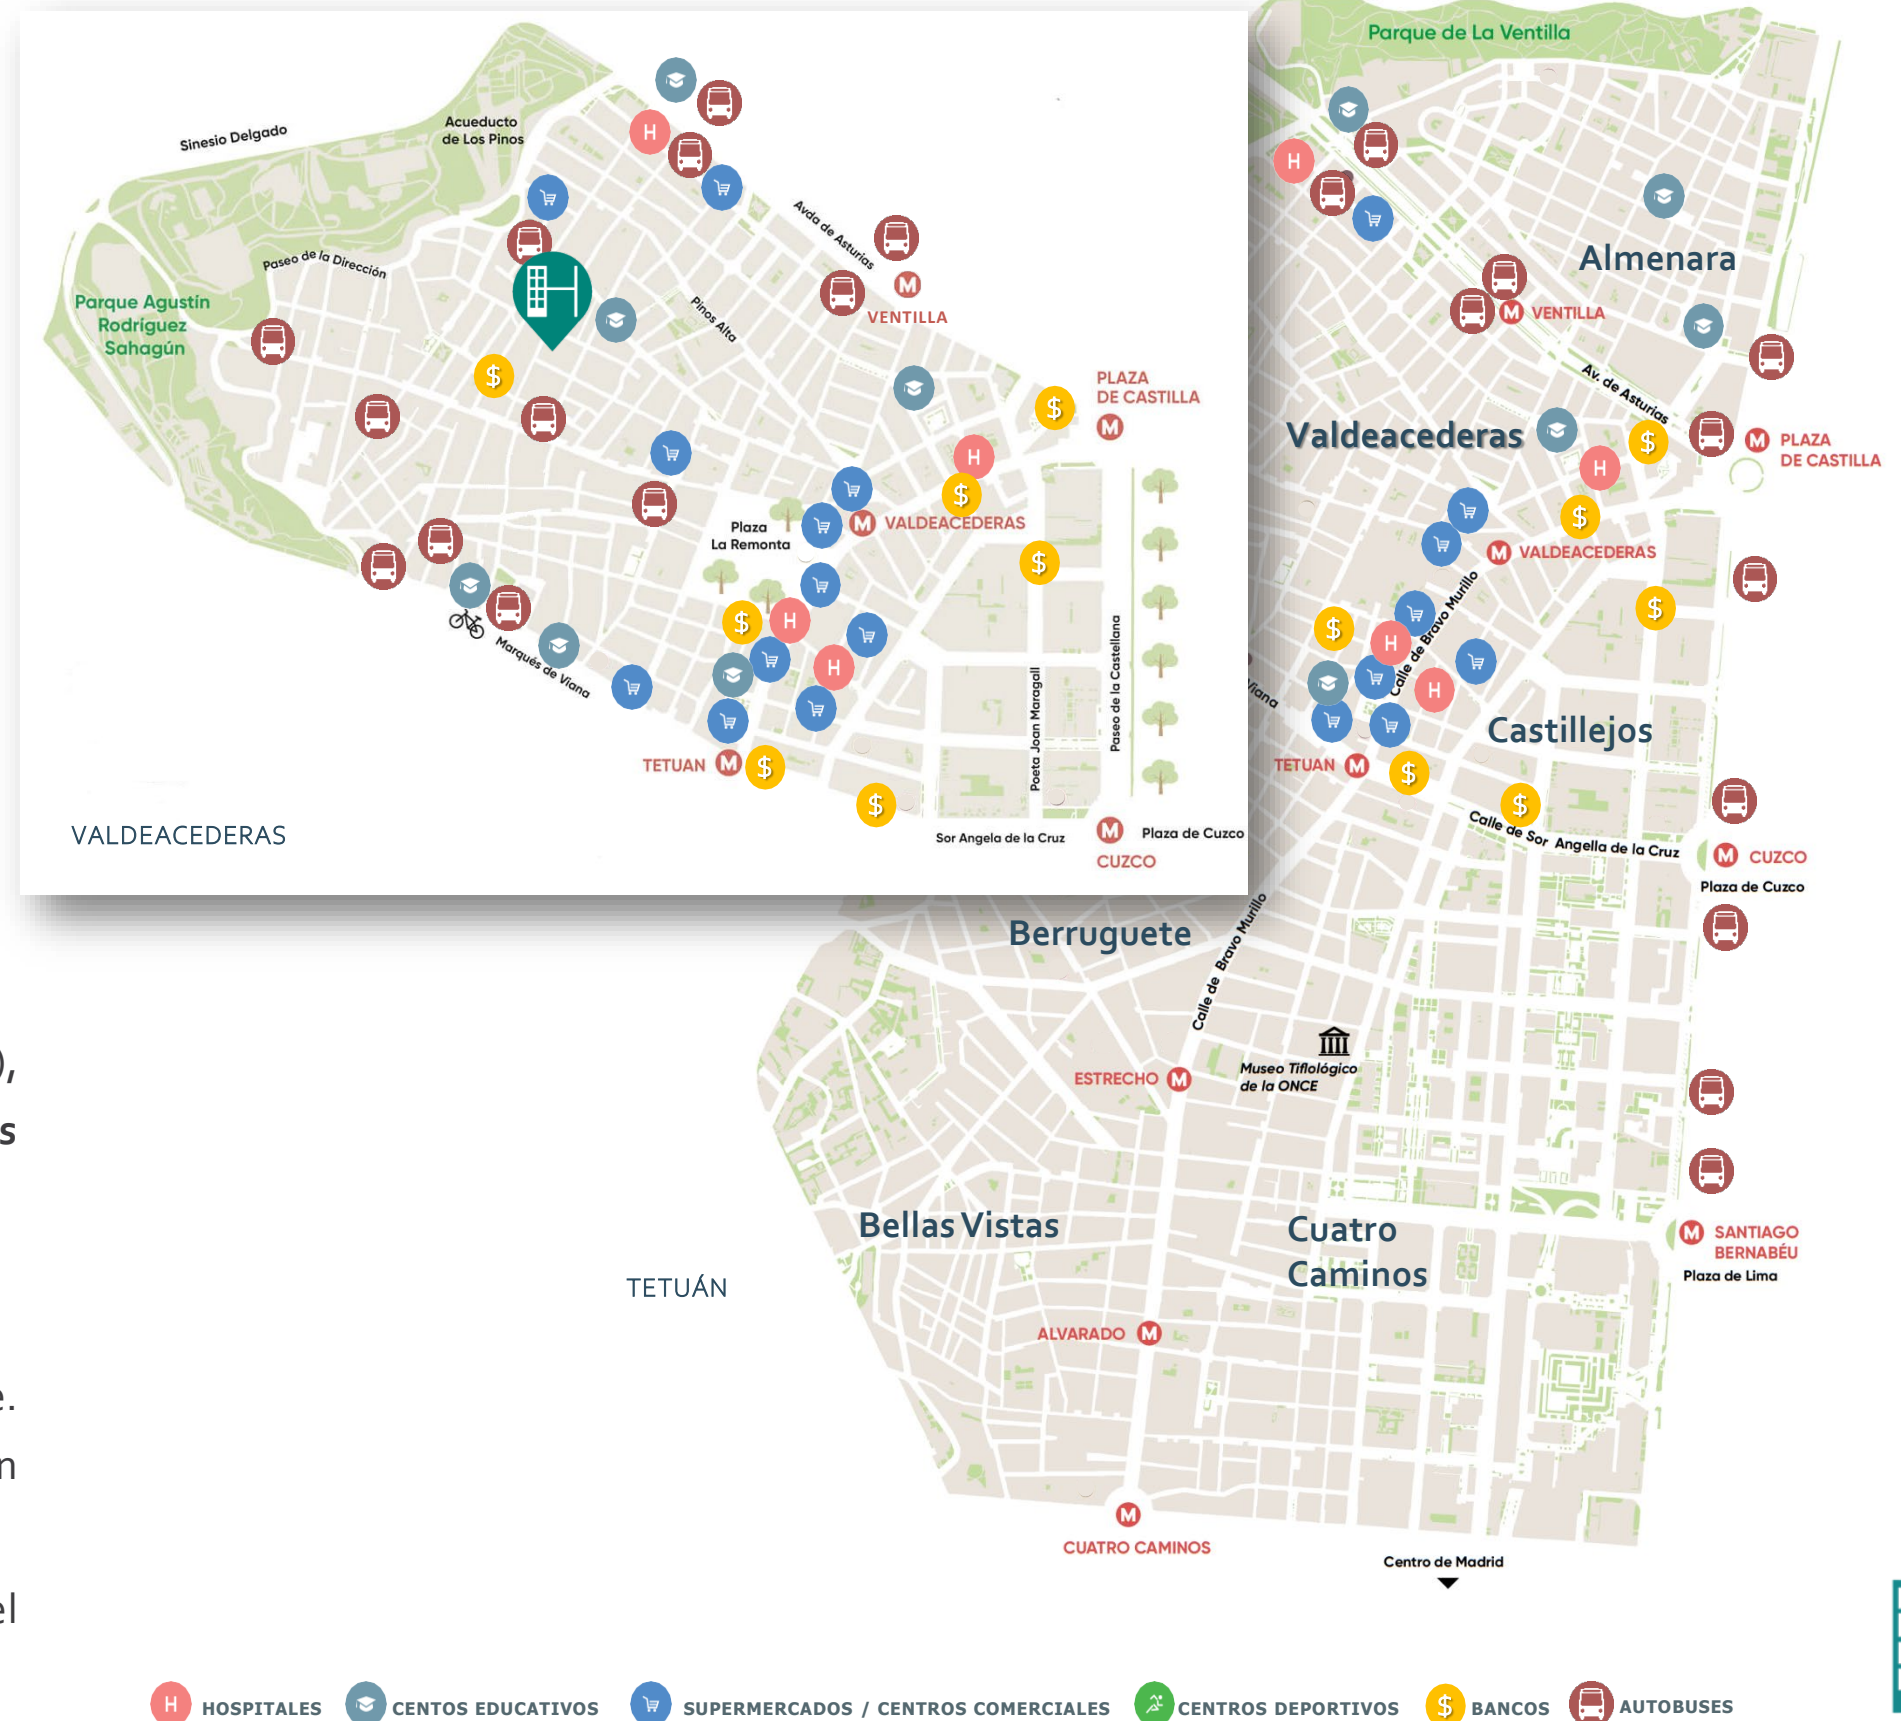 Parque de La Ventilla
Acueducto
de Los Pinos
Sinesio Delgado
Paseo de la Dirección
Parque Agustín
Rodríguez
Sahagún
Avda de Asturias
Pinos Alta
M
VENTILLA
PLAZA
DE CASTILLA
M
Plaza
La Remonta
M VALDEACEDERAS
Marqués de Viana
Poeta Joan Maragall
Paseo de la Castellana
TETUAN M
Sor Angela de la Cruz
M Plaza de Cuzco
CUZCO
VALDEACEDERAS
Almenara
M VENTILLA
Av. de Asturias
Valdeacederas
M PLAZA
DE CASTILLA
M VALDEACEDERAS
Calle de Bravo Murillo
Viana
Castillejos
TETUAN M
Calle de Sor Angella de la Cruz
M CUZCO
Plaza de Cuzco
Berruguete
Calle de Bravo Murillo
ESTRECHO M
Museo Tiflológico
de la ONCE
),
s
Bellas Vistas
Cuatro
Caminos
M SANTIAGO
BERNABÉU
Plaza de Lima
TETUÁN
ALVARADO M
e.
n
M
CUATRO CAMINOS
Centro de Madrid
el
H HOSPITALES CENTOS EDUCATIVOS SUPERMERCADOS / CENTROS COMERCIALES CENTROS DEPORTIVOS $ BANCOS AUTOBUSES